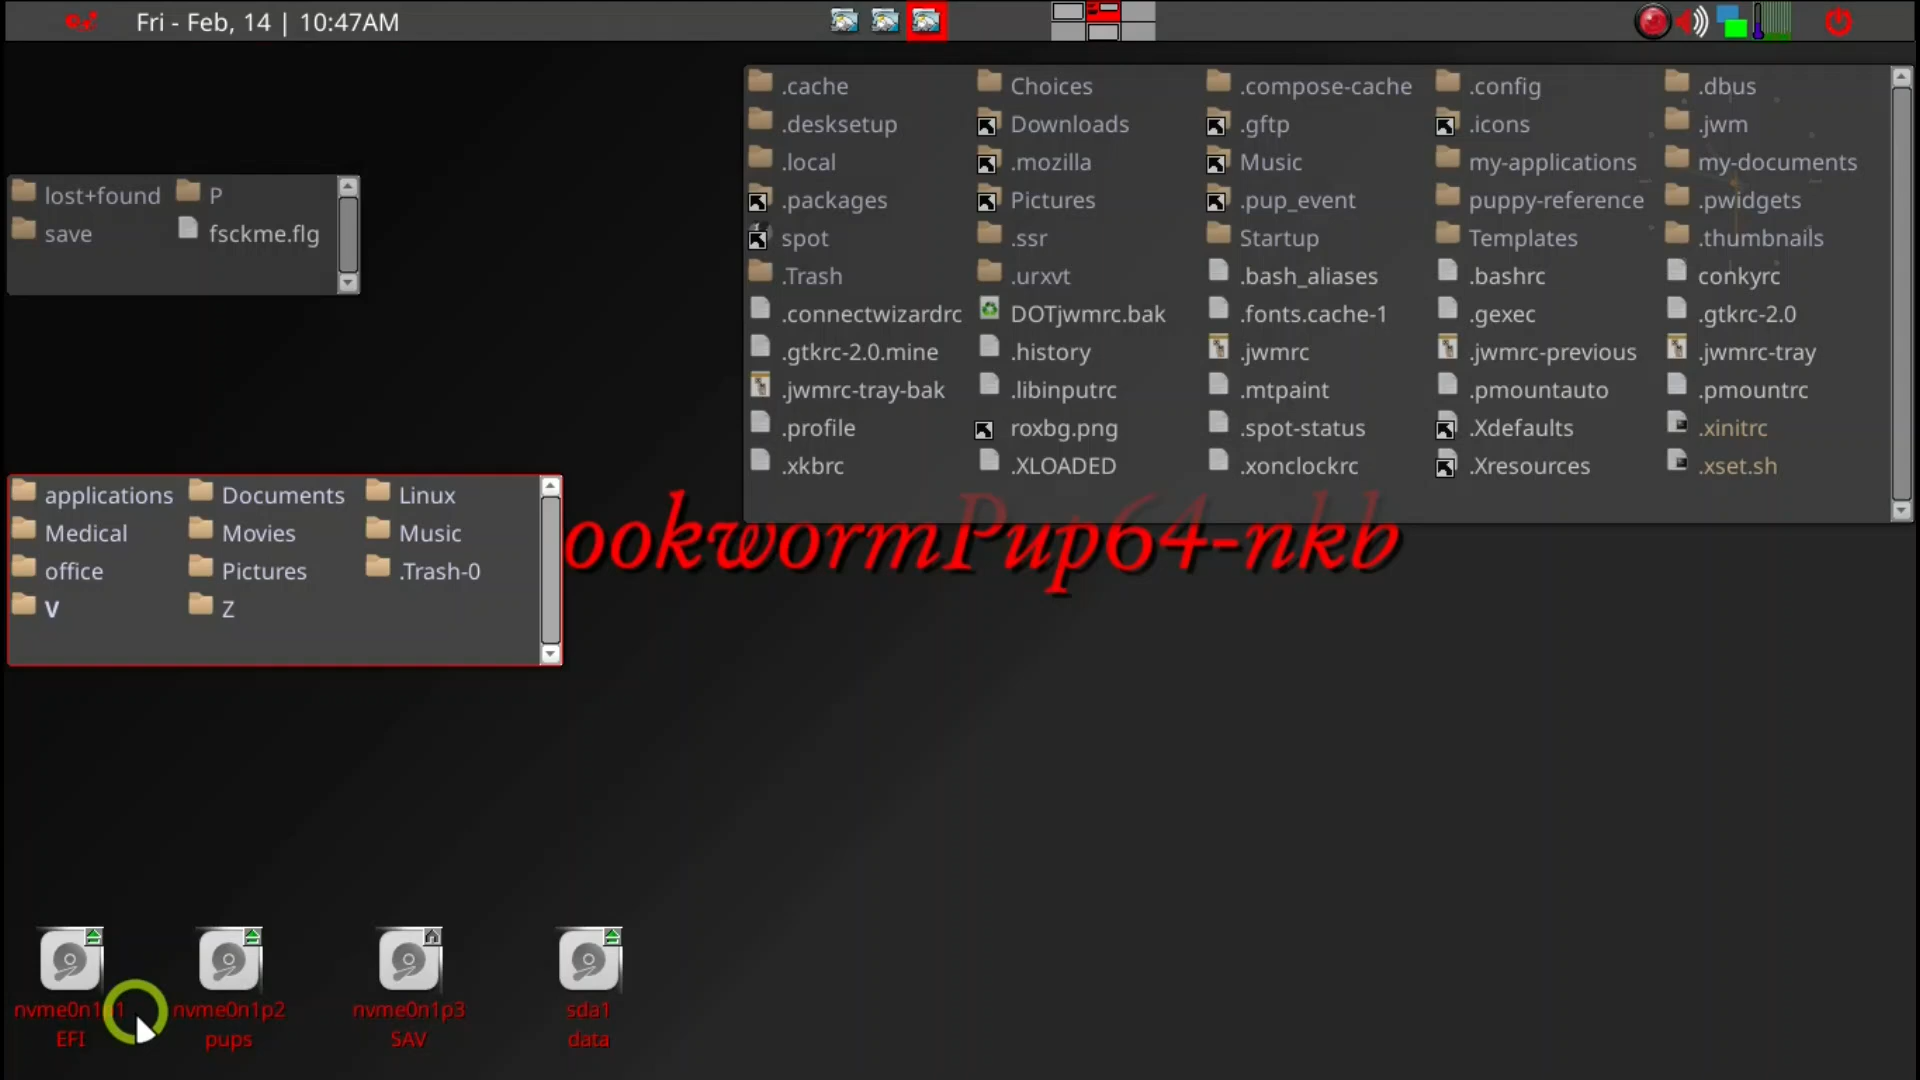 Fri - Feb, 14 | 10:47AM
.cache Choices .compose-cache .config .dbus
.desksetup Downloads .gftp .icons .jwm
.local .mozilla Music my-applications my-documents
.packages Pictures .pup_event puppy-reference .pwidgets
spot .ssr Startup Templates .thumbnails
.Trash .urxvt .bash_aliases .bashrc conkyrc
.connectwizardrc DOTjwmrc.bak .fonts.cache-1 .gexec .gtkrc-2.0
.gtkrc-2.0.mine .history .jwmrc .jwmrc-previous .jwmrc-tray
.jwmrc-tray-bak .libinputrc .mtpaint .pmountauto .pmountrc
.profile roxbg.png .spot-status .Xdefaults .xinitrc
.xkbrc .XLOADED .xonclockrc .Xresources .xset.sh
lost+found P
save fsckme.flg
applications Documents Linux
Medical Movies Music
office Pictures .Trash-0
V Z
ookwormPup64-nkb
nvme0n1p1 nvme0n1p2 nvme0n1p3 sda1
EFI pups SAV data